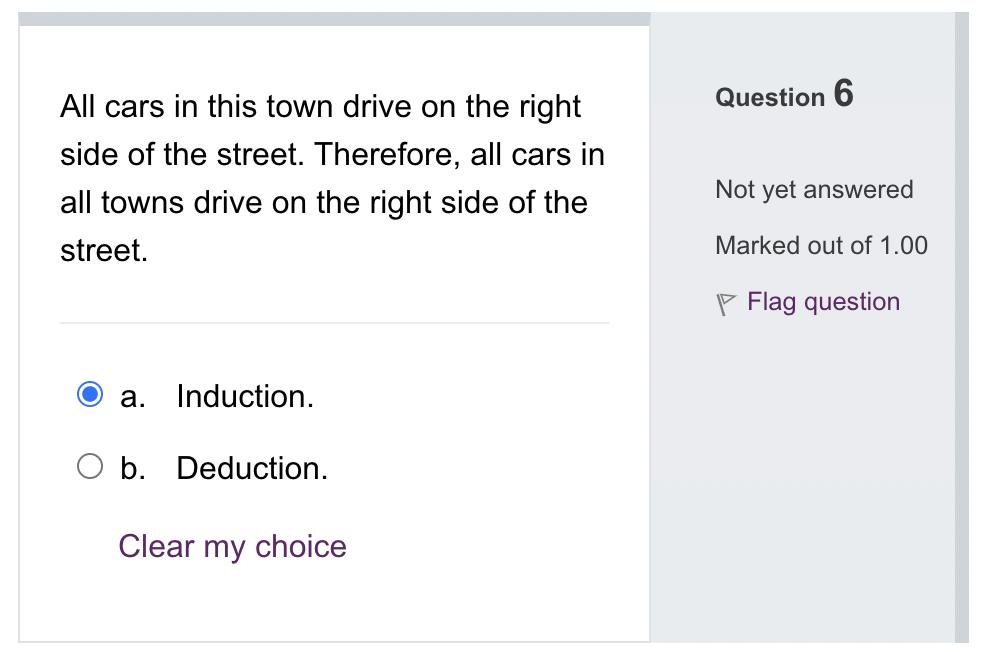 All cars in this town drive on the right
side of the street. Therefore, all cars in
all towns drive on the right side of the
street.
a. Induction.
b. Deduction.
Clear my choice
Question 6
Not yet answered
Marked out of 1.00
Flag question